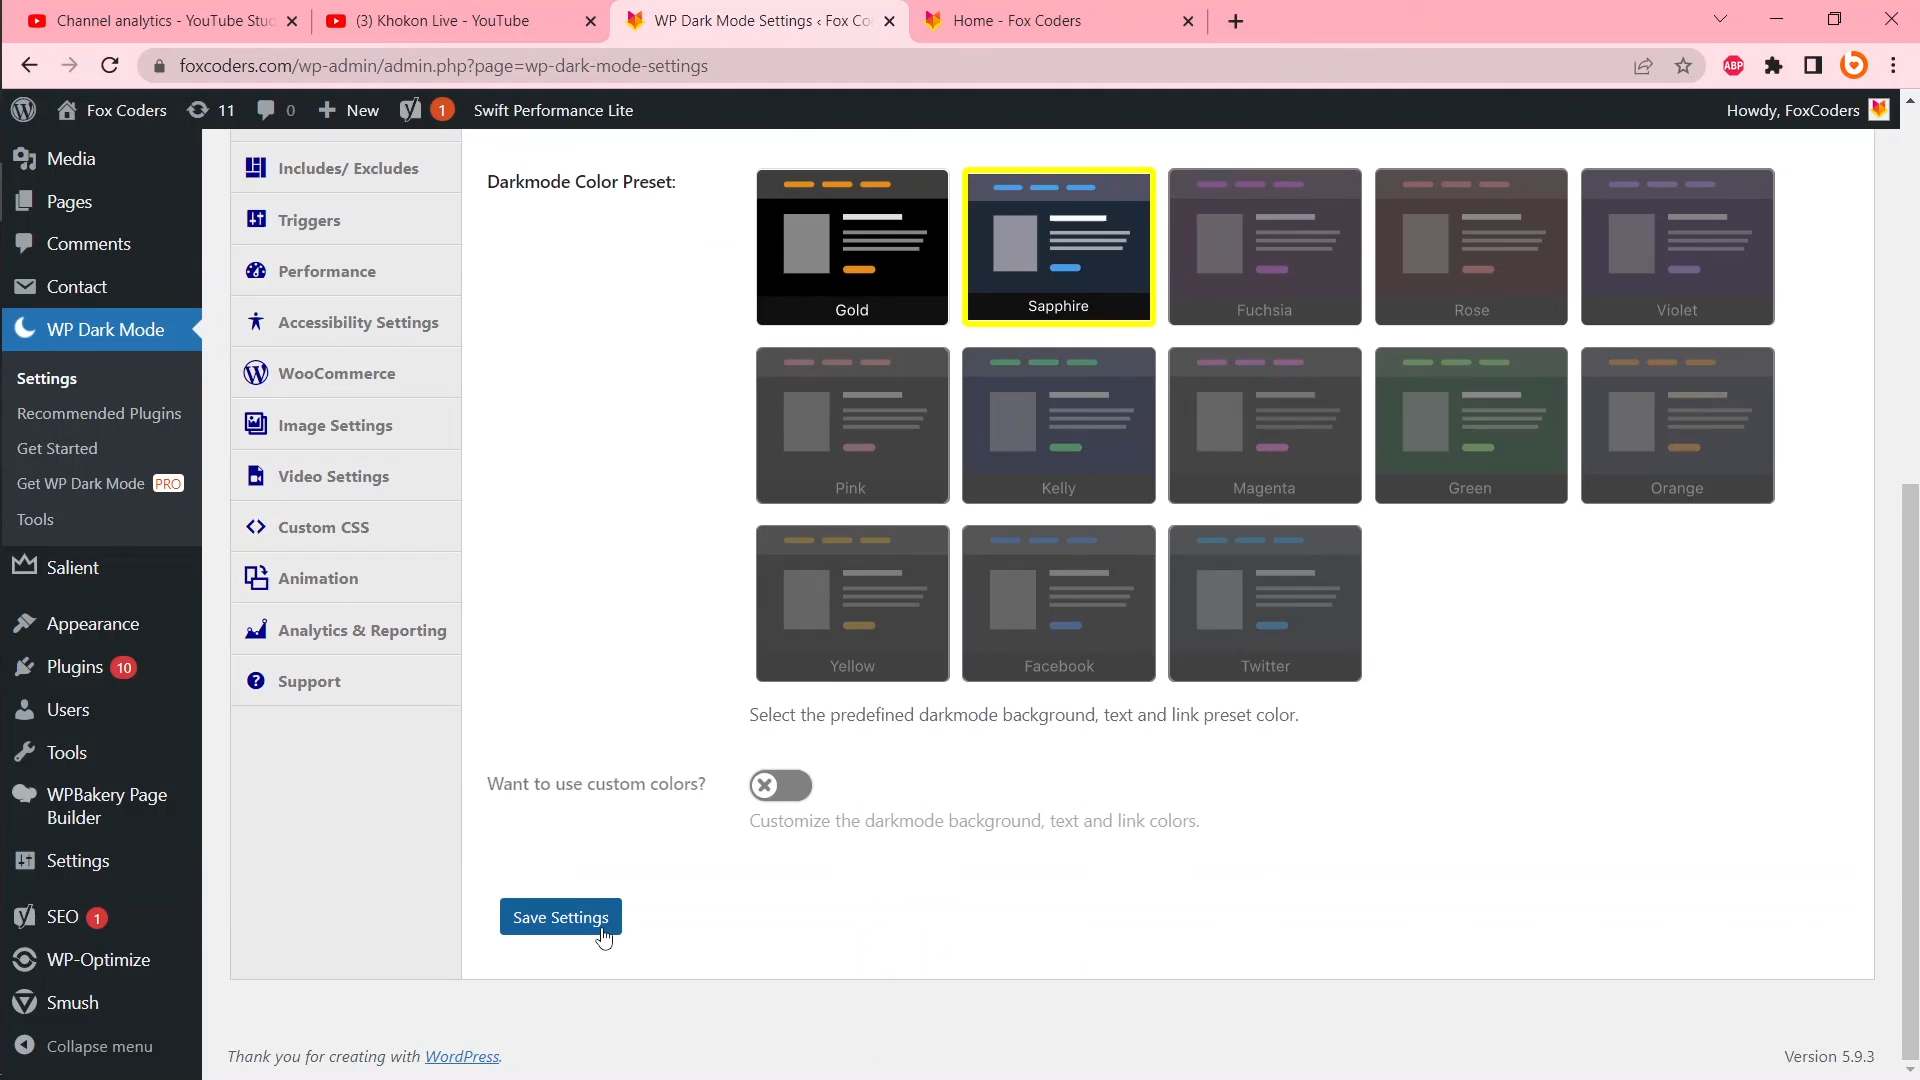 Channel analytics - YouTube Stud
(3) Khokon Live - YouTube
WP Dark Mode Settings ‹ Fox Co
Home - Fox Coders
foxcoders.com/wp-admin/admin.php?page=wp-dark-mode-settings
ABP
Fox Coders
11
0
New
1
Swift Performance Lite
Howdy, FoxCoders
Media
Pages
Comments
Contact
WP Dark Mode
Settings
Recommended Plugins
Get Started
Get WP Dark Mode PRO
Tools
Salient
Appearance
Plugins 10
Users
Tools
WPBakery Page
Builder
Settings
SEO 1
WP-Optimize
Smush
Collapse menu
Includes/ Excludes
Triggers
Performance
Accessibility Settings
WooCommerce
Image Settings
Video Settings
Custom CSS
Animation
Analytics & Reporting
Support
Darkmode Color Preset:
Gold
Sapphire
Fuchsia
Rose
Violet
Pink
Kelly
Magenta
Green
Orange
Yellow
Facebook
Twitter
Select the predefined darkmode background, text and link preset color.
Want to use custom colors?
Customize the darkmode background, text and link colors.
Save Settings
Thank you for creating with WordPress.
Version 5.9.3